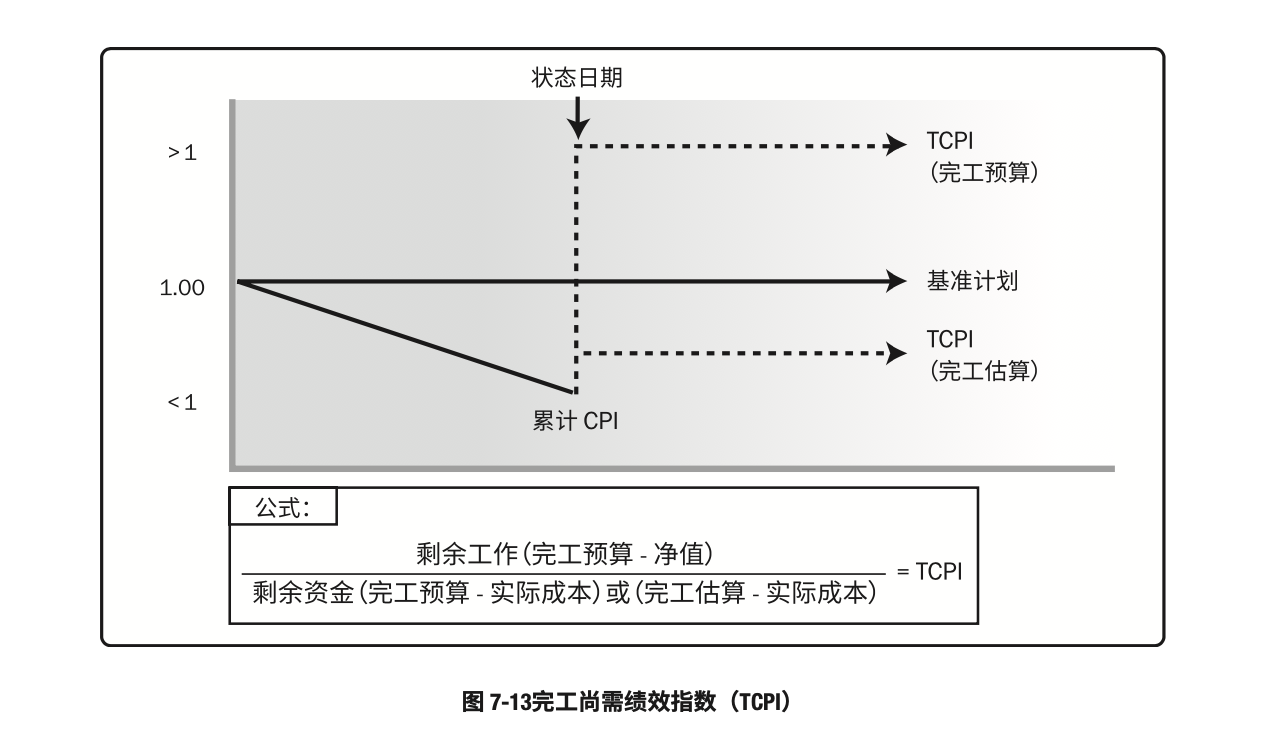 状态日期
>1
TCPI
（完工预算）
1.00
基准计划
TCPI
（完工估算）
<1
累计 CPI
公式：
剩余工作（完工预算 - 净值）
剩余资金（完工预算 - 实际成本）或（完工估算 - 实际成本）
= TCPI
图 7-13完工尚需绩效指数（TCPI）